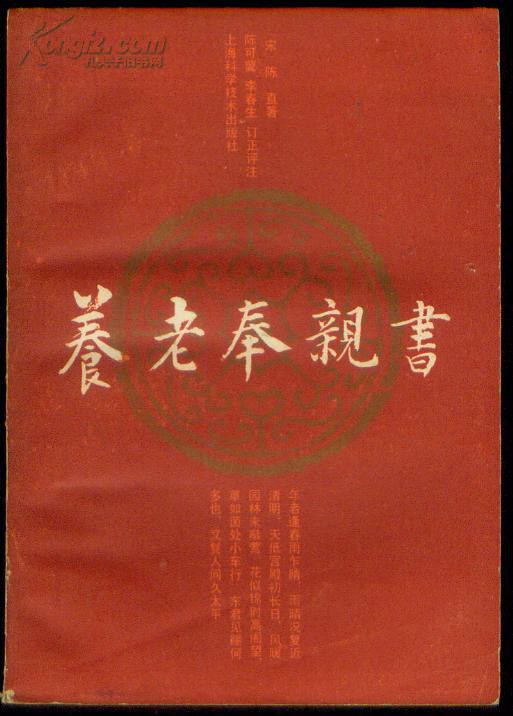 Kongfz.com
孔夫子旧书网
宋 陈 直著
陈可冀 李春生 订正评注
上海科学技术出版社
養老奉親書
年老逢春雨乍晴，雨晴况复近
清明，天低宫殿初长日，风暖
园林未啭莺，花似锦时高阁望，
草如茵处小车行，东君见赐何
多也，又复人间久太平